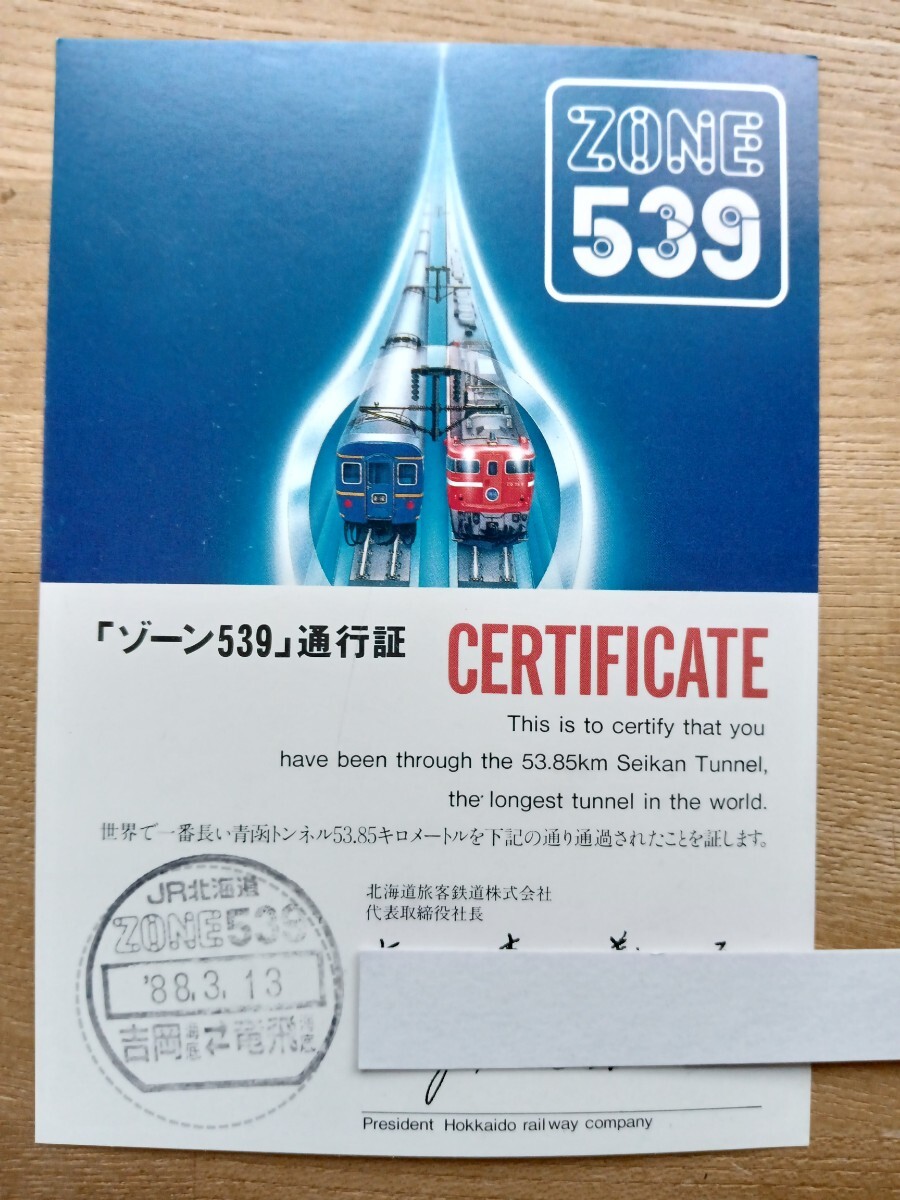 ZONE
539
「ゾーン539」通行証
CERTIFICATE
This is to certify that you
have been through the 53.85km Seikan Tunnel,
the longest tunnel in the world.
世界で一番長い青函トンネル53.85キロメートルを下記の通り通過されたことを証します。
JR北海道
ZONE539
'88.3.13
吉岡海底⇄竜飛海底
北海道旅客鉄道株式会社
代表取締役社長
President Hokkaido railway company